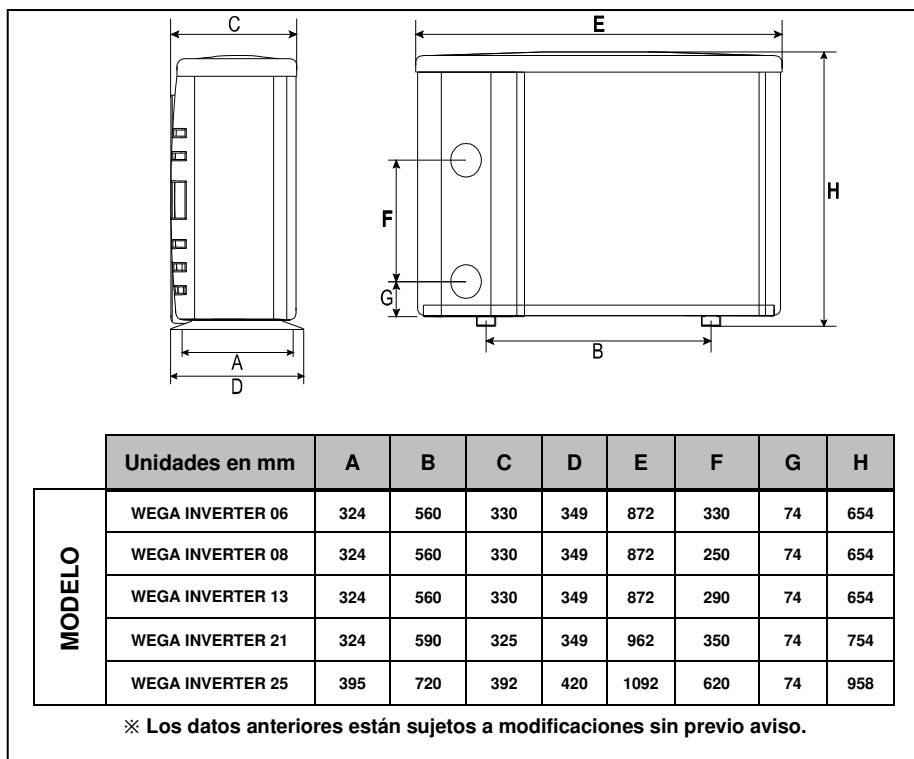 C
E
F
H
G
A
B
D
Unidades en mm A B C D E F G H
MODELO
WEGA INVERTER 06 324 560 330 349 872 330 74 654
WEGA INVERTER 08 324 560 330 349 872 250 74 654
WEGA INVERTER 13 324 560 330 349 872 290 74 654
WEGA INVERTER 21 324 590 325 349 962 350 74 754
WEGA INVERTER 25 395 720 392 420 1092 620 74 958
※ Los datos anteriores están sujetos a modificaciones sin previo aviso.